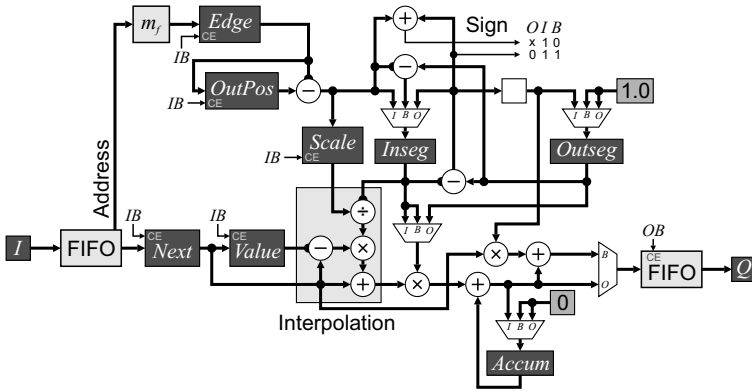 m_f
Edge
CE
IB
Sign
O I B
x 1 0
0 1 1
OutPos
CE
IB
I B O
I B O
1.0
Scale
CE
IB
Inseg
Outseg
Address
÷
I B O
IB
IB
I
FIFO
CE
Next
CE
Value
OB
CE
FIFO
B
O
Q
Interpolation
0
I B O
Accum